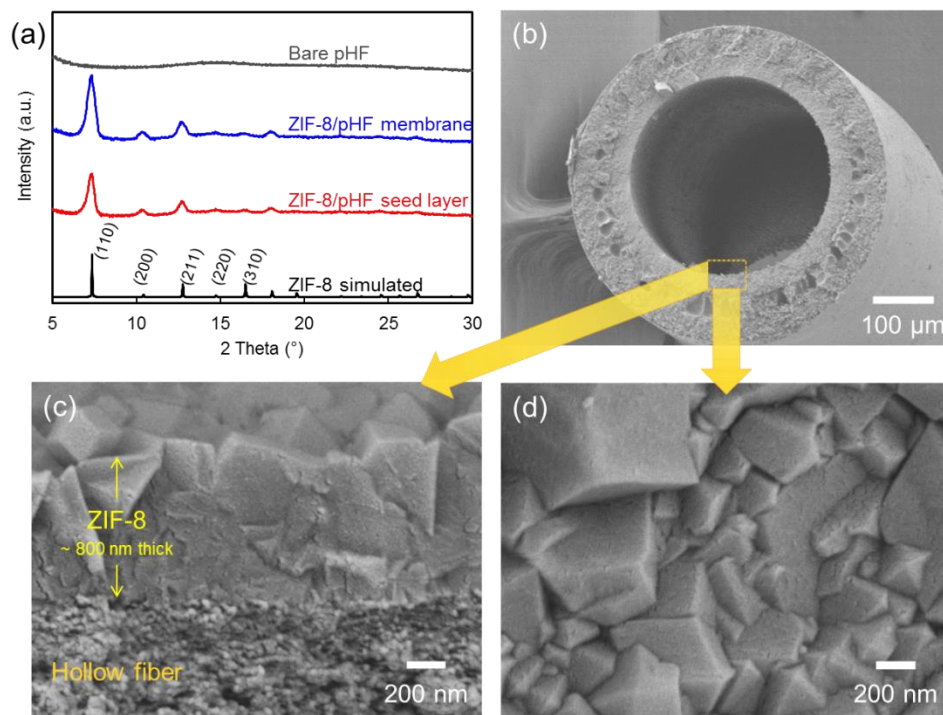 (a)
Intensity (a.u.)
Bare pHF
ZIF-8/pHF membrane
ZIF-8/pHF seed layer
(110)
(200)
(211)
(220)
(310)
ZIF-8 simulated
5 10 15 20 25 30
2 Theta (°)
(b)
100 μm
(c)
ZIF-8
~ 800 nm thick
Hollow fiber
200 nm
(d)
200 nm